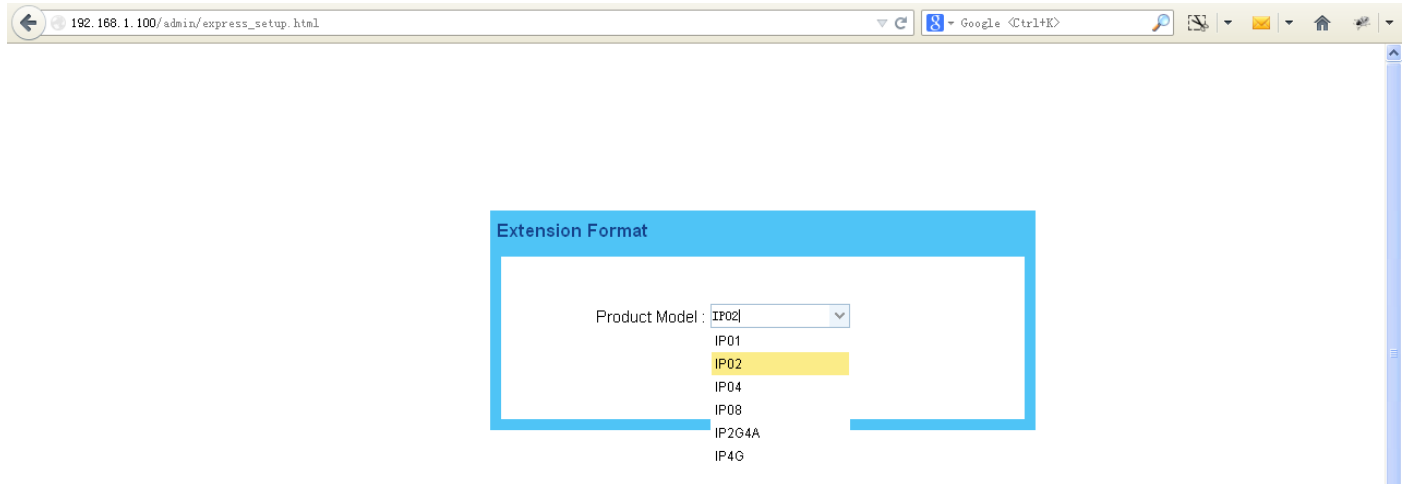 192.168.1.100/admin/express_setup.html
8 Google <Ctrl+K>
Extension Format
Product Model : IP02
IP01
IP02
IP04
IP08
IP2G4A
IP4G